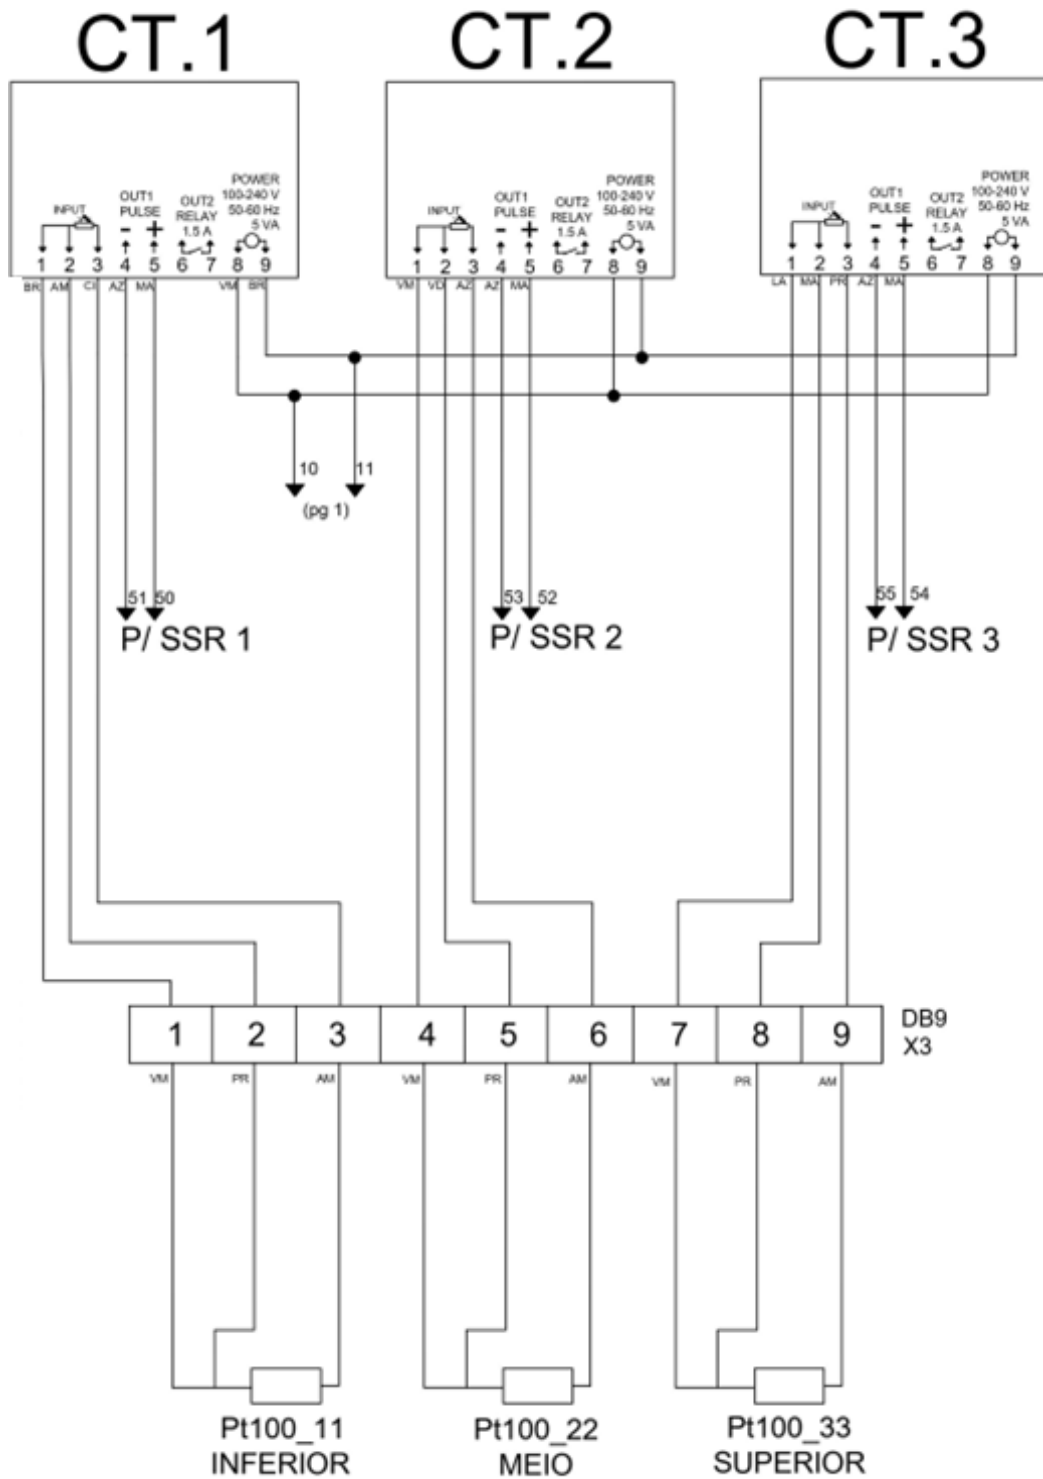 CT.1 CT.2 CT.3
INPUT
OUT1
PULSE
- +
OUT2
RELAY
1.5 A
POWER
100-240 V
50-60 Hz
5 VA
1 2 3 4 5 6 7 8 9
BR AM CI AZ MA VM BR
INPUT
OUT1
PULSE
- +
OUT2
RELAY
1.5 A
POWER
100-240 V
50-60 Hz
5 VA
1 2 3 4 5 6 7 8 9
VM VD AZ AZ MA
INPUT
OUT1
PULSE
- +
OUT2
RELAY
1.5 A
POWER
100-240 V
50-60 Hz
5 VA
1 2 3 4 5 6 7 8 9
LA MA PR AZ MA
10 11
(pg 1)
51 50
P/ SSR 1
53 52
P/ SSR 2
55 54
P/ SSR 3
1 2 3 4 5 6 7 8 9
DB9
X3
VM PR AM VM PR AM VM PR AM
Pt100_11
INFERIOR
Pt100_22
MEIO
Pt100_33
SUPERIOR